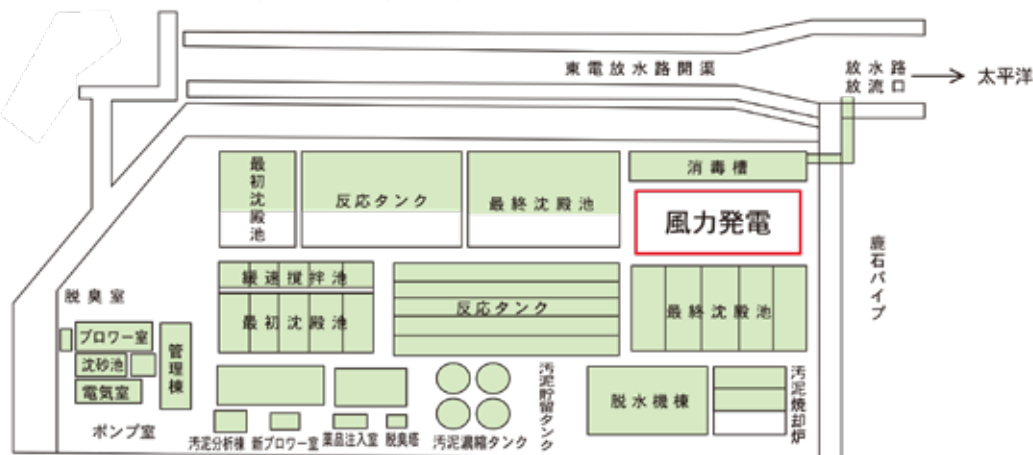 東電放水路開渠
放水路
放流口
太平洋
最初沈殿池
反応タンク
最終沈殿池
消毒槽
風力発電
鹿石パイプ
緩速撹拌池
最初沈殿池
反応タンク
最終沈殿池
脱臭室
ブロワー室
沈砂池
電気室
管理棟
ポンプ室
汚泥分析棟
新ブロワー室
薬品注入室
脱臭塔
汚泥濃縮タンク
汚泥貯留タンク
脱水機棟
汚泥焼却炉